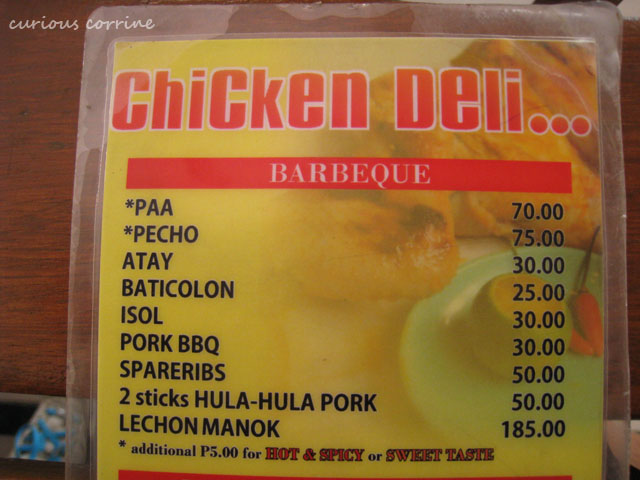 curious corrine
ChiCken Deli...
BARBEQUE
*PAA 70.00
*PECHO 75.00
ATAY 30.00
BATICOLON 25.00
ISOL 30.00
PORK BBQ 30.00
SPARERIBS 50.00
2 sticks HULA-HULA PORK 50.00
LECHON MANOK 185.00
* additional P5.00 for HOT & SPICY or SWEET TASTE